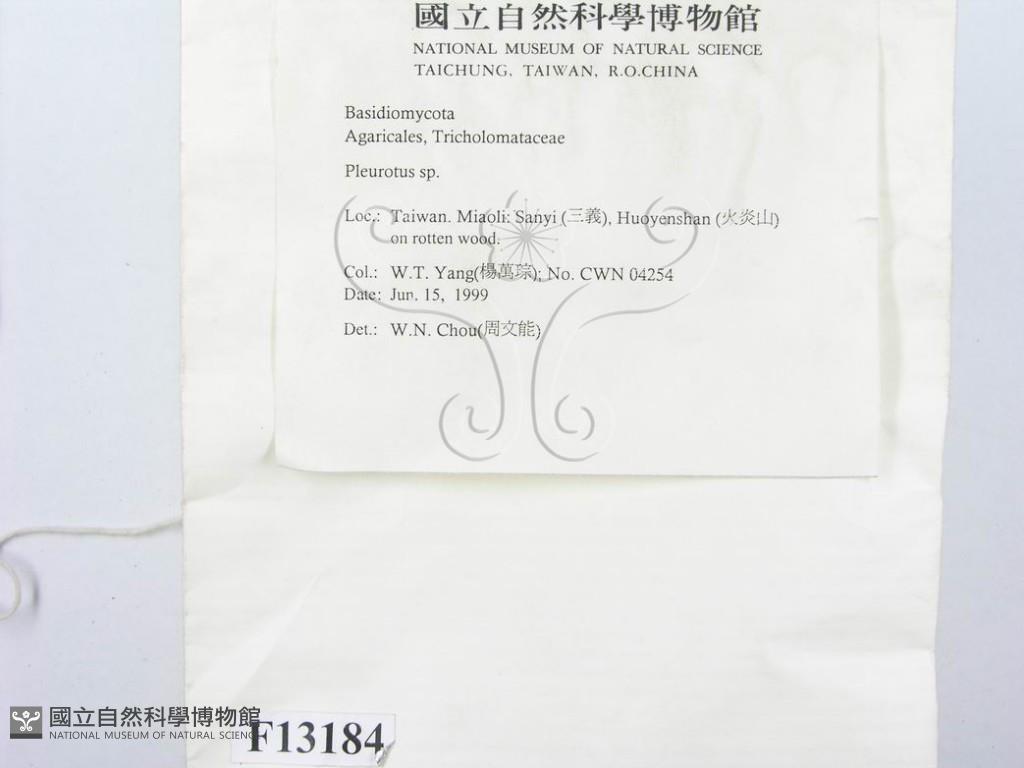 國立自然科學博物館
NATIONAL MUSEUM OF NATURAL SCIENCE
TAICHUNG, TAIWAN, R.O.CHINA
Basidiomycota
Agaricales, Tricholomataceae
Pleurotus sp.
Loc.: Taiwan. Miaoli: Sanyi (三義), Huoyenshan (火炎山)
on rotten wood.
Col.: W.T. Yang(楊萬琮); No. CWN 04254
Date: Jun. 15, 1999
Det.: W.N. Chou(周文能)
國立自然科學博物館
NATIONAL MUSEUM OF NATURAL SCIENCE
F13184